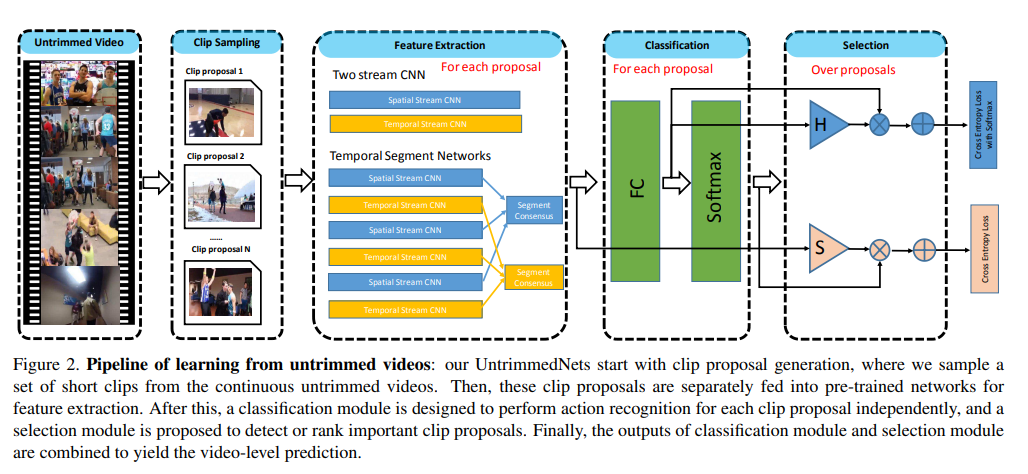 Untrimmed Video
Clip Sampling
Feature Extraction
Classification
Selection
Clip proposal 1
Clip proposal 2
......
Clip proposal N
Two stream CNN
For each proposal
Spatial Stream CNN
Temporal Stream CNN
Temporal Segment Networks
Spatial Stream CNN
Temporal Stream CNN
Spatial Stream CNN
Temporal Stream CNN
Spatial Stream CNN
Temporal Stream CNN
Segment
Consensus
Segment
Consensus
For each proposal
FC
Softmax
Over proposals
H
S
Cross Entropy Loss
with Softmax
Cross Entropy Loss
Figure 2. Pipeline of learning from untrimmed videos: our UntrimmedNets start with clip proposal generation, where we sample a
set of short clips from the continuous untrimmed videos. Then, these clip proposals are separately fed into pre-trained networks for
feature extraction. After this, a classification module is designed to perform action recognition for each clip proposal independently, and a
selection module is proposed to detect or rank important clip proposals. Finally, the outputs of classification module and selection module
are combined to yield the video-level prediction.